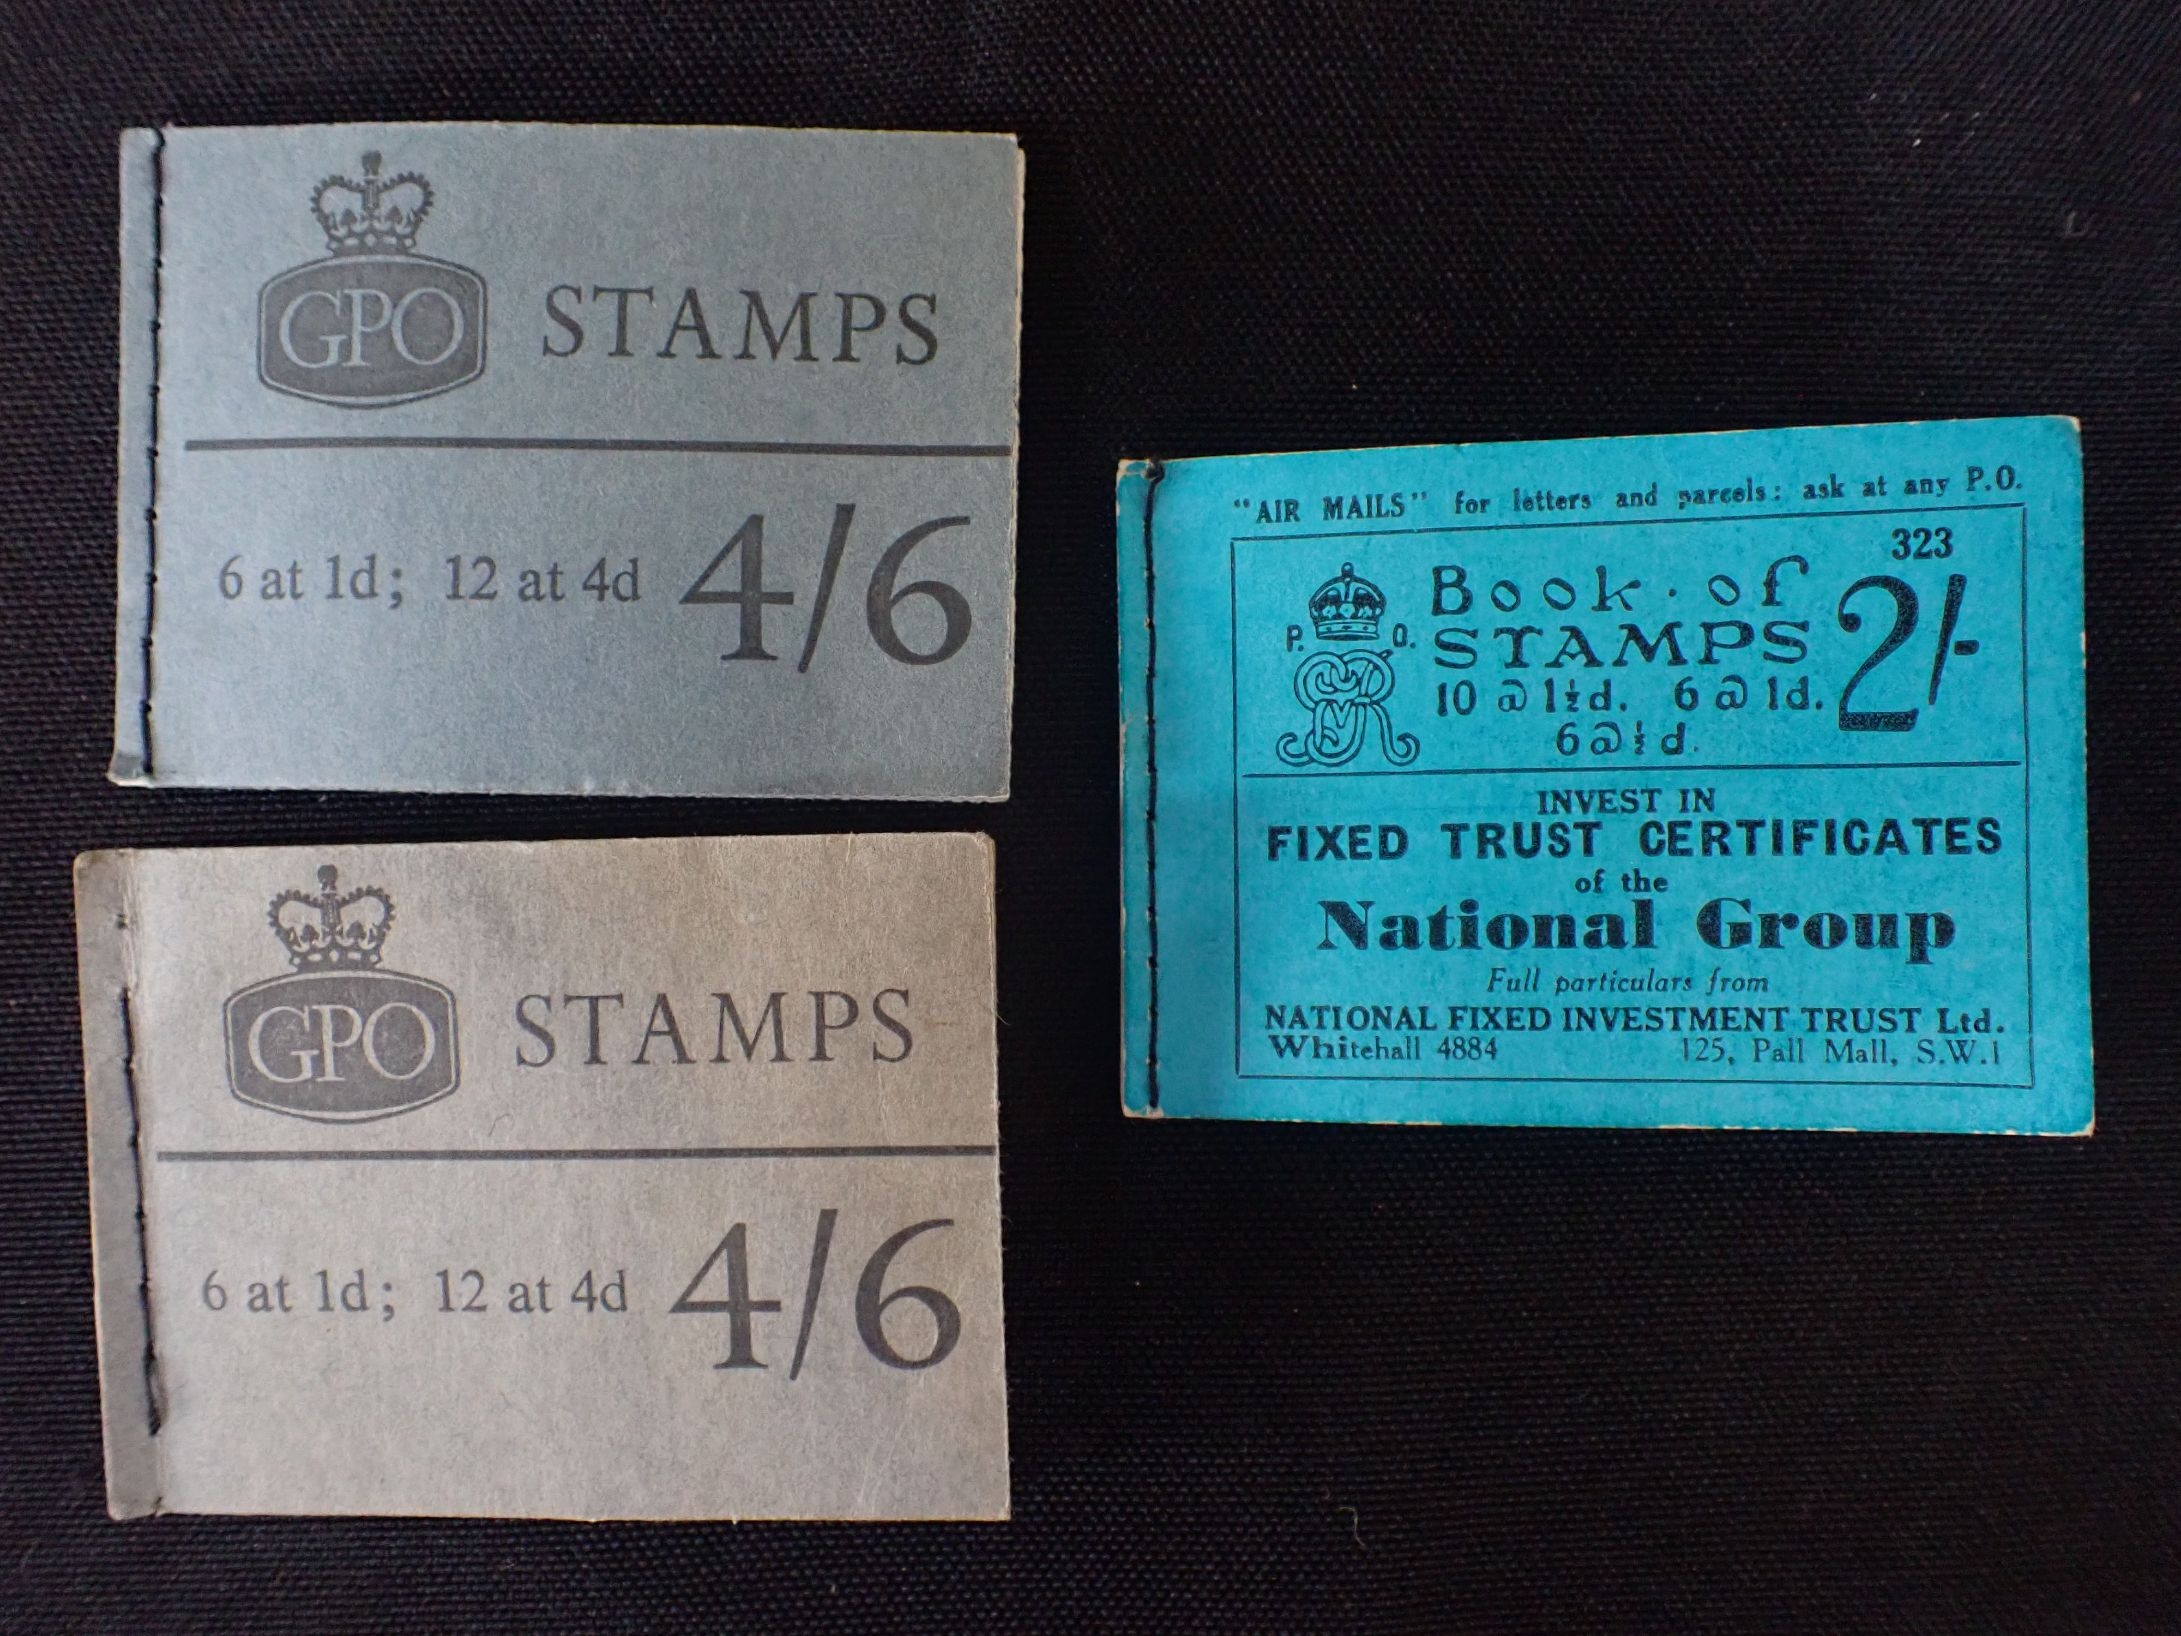 GPO STAMPS
6 at 1d; 12 at 4d 4/6
GPO STAMPS
6 at 1d; 12 at 4d 4/6
"AIR MAILS" for letters and parcels: ask at any P.O.
323
P. O.
GR
Book · of
STAMPS 2/-
10 @ 1½d. 6 @ 1d.
6 @ ½d.
INVEST IN
FIXED TRUST CERTIFICATES
of the
National Group
Full particulars from
NATIONAL FIXED INVESTMENT TRUST Ltd.
Whitehall 4884 125, Pall Mall, S.W.1